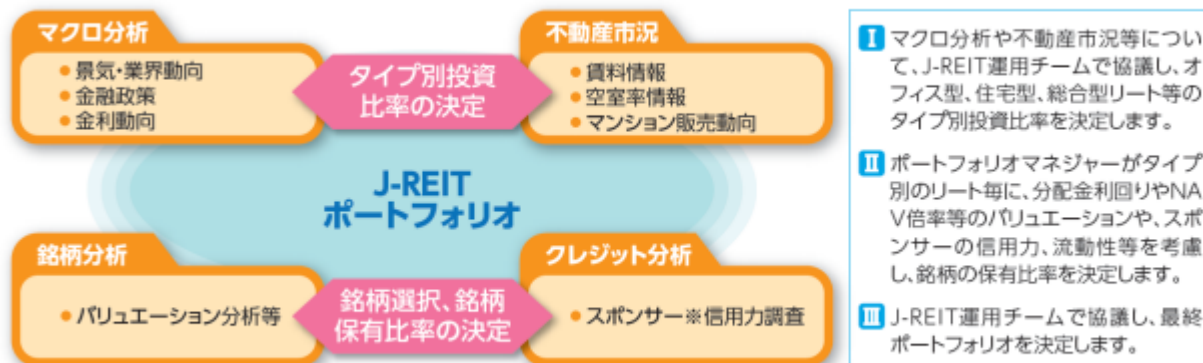 マクロ分析
●景気・業界動向
●金融政策
●金利動向
タイプ別投資
比率の決定
不動産市況
●賃料情報
●空室率情報
●マンション販売動向
J-REIT
ポートフォリオ
銘柄分析
●バリュエーション分析等
銘柄選択、銘柄
保有比率の決定
クレジット分析
●スポンサー※信用力調査
Ⅰ マクロ分析や不動産市況等につい
て、J-REIT運用チームで協議し、オ
フィス型、住宅型、総合型リート等の
タイプ別投資比率を決定します。
Ⅱ ポートフォリオマネジャーがタイプ
別のリート毎に、分配金利回りやNA
V倍率等のバリュエーションや、スポ
ンサーの信用力、流動性等を考慮
し、銘柄の保有比率を決定します。
Ⅲ J-REIT運用チームで協議し、最終
ポートフォリオを決定します。